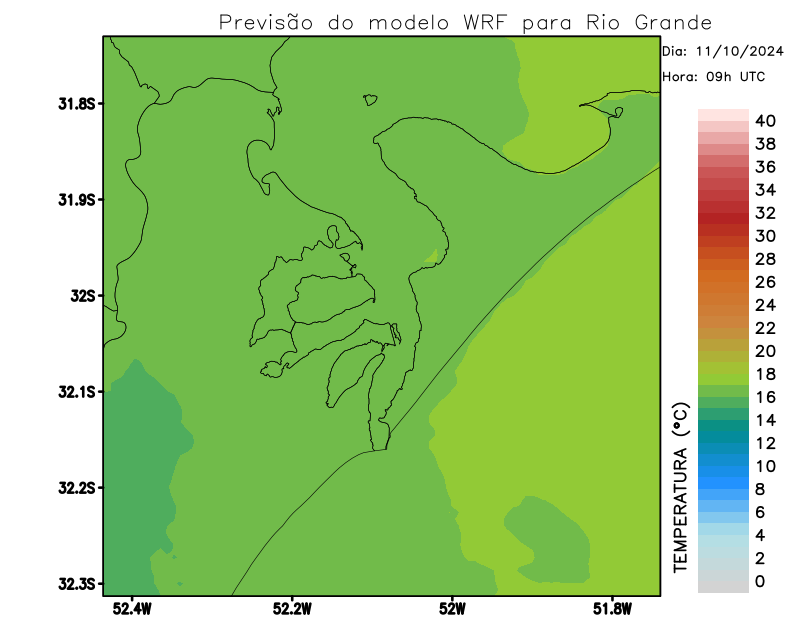 Previsão do modelo WRF para Rio Grande
Dia: 11/10/2024
Hora: 09h UTC
31.8S
31.9S
32S
32.1S
32.2S
32.3S
52.4W
52.2W
52W
51.8W
TEMPERATURA (°C)
40
38
36
34
32
30
28
26
24
22
20
18
16
14
12
10
8
6
4
2
0